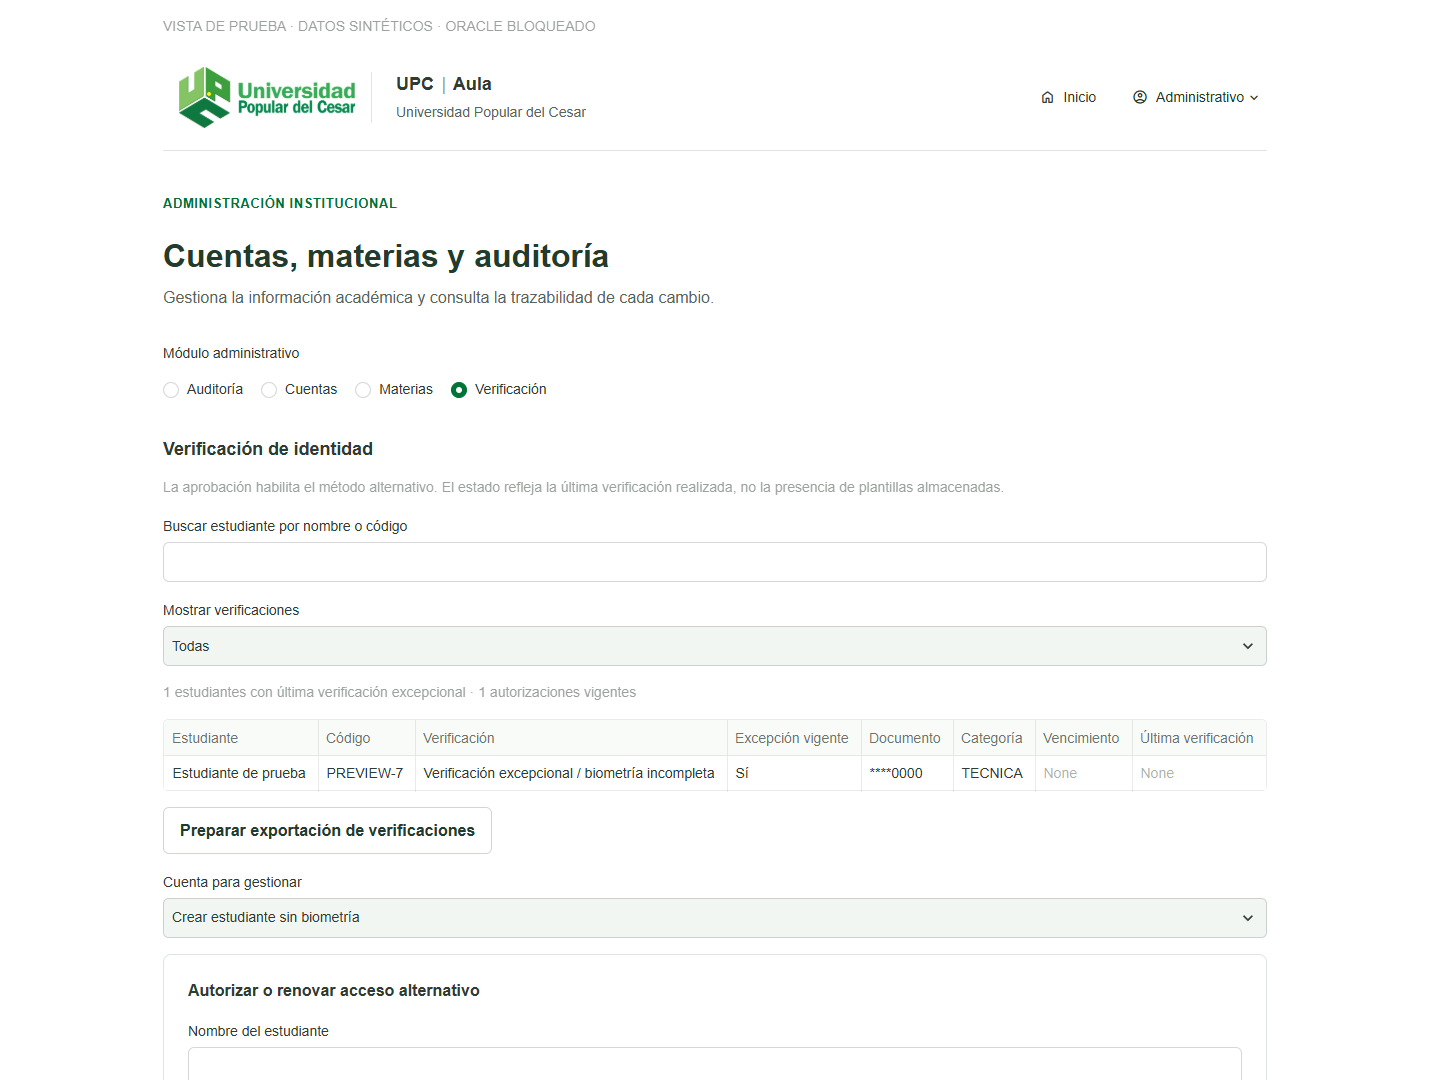 VISTA DE PRUEBA · DATOS SINTÉTICOS · ORACLE BLOQUEADO
Universidad
Popular del Cesar
UPC | Aula
Universidad Popular del Cesar
Inicio
Administrativo
ADMINISTRACIÓN INSTITUCIONAL
Cuentas, materias y auditoría
Gestiona la información académica y consulta la trazabilidad de cada cambio.
Módulo administrativo
Auditoría Cuentas Materias Verificación
Verificación de identidad
La aprobación habilita el método alternativo. El estado refleja la última verificación realizada, no la presencia de plantillas almacenadas.
Buscar estudiante por nombre o código
Mostrar verificaciones
Todas
1 estudiantes con última verificación excepcional · 1 autorizaciones vigentes
Estudiante Código Verificación Excepción vigente Documento Categoría Vencimiento Última verificación
Estudiante de prueba PREVIEW-7 Verificación excepcional / biometría incompleta Sí ****0000 TECNICA None None
Preparar exportación de verificaciones
Cuenta para gestionar
Crear estudiante sin biometría
Autorizar o renovar acceso alternativo
Nombre del estudiante